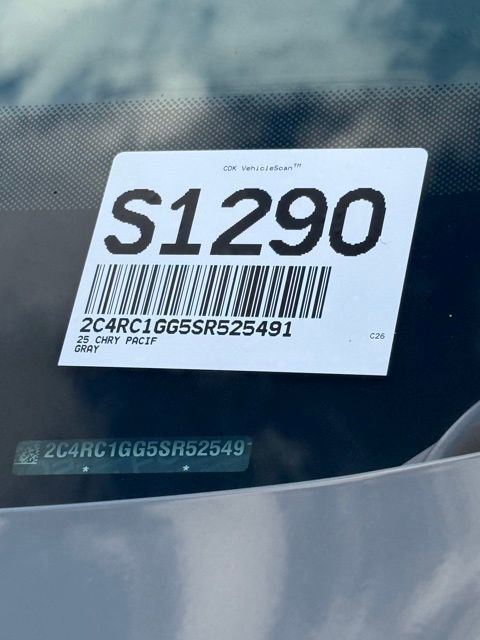 CDK VehicleScan™
S1290
2C4RC1GG5SR525491
25 CHRY PACIF
GRAY
C26
2C4RC1GG5SR52549
* *